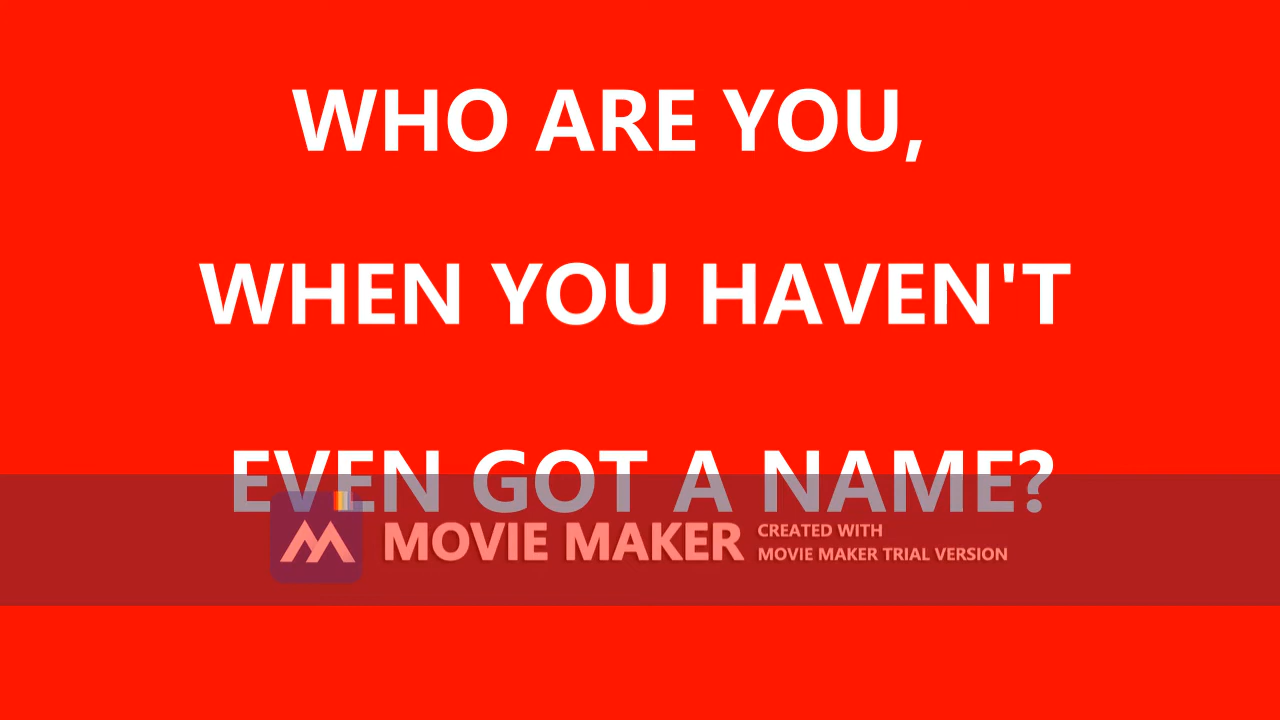 WHO ARE YOU,
WHEN YOU HAVEN'T
EVEN GOT A NAME?
MOVIE MAKER
CREATED WITH
MOVIE MAKER TRIAL VERSION